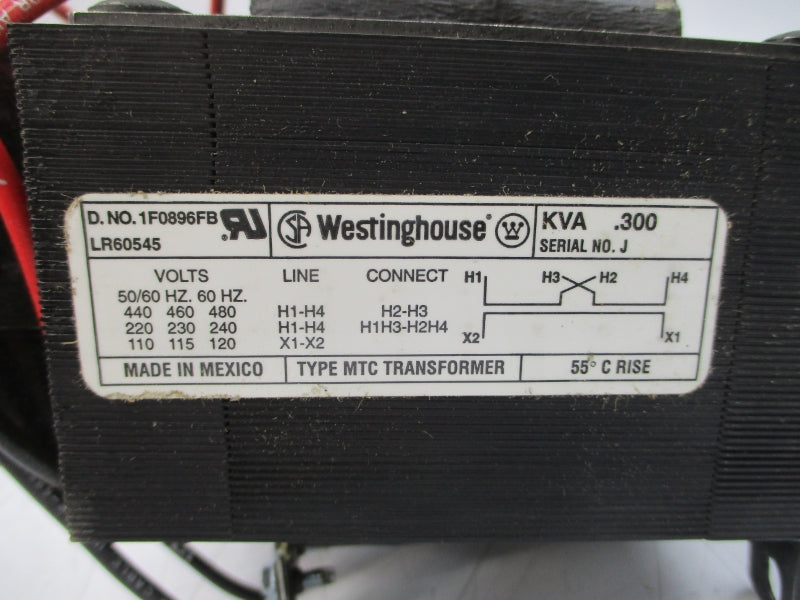 D. NO. 1F0896FB
LR60545
Westinghouse
KVA .300
SERIAL NO. J
VOLTS LINE CONNECT
50/60 HZ. 60 HZ.
440 460 480 H1-H4 H2-H3
220 230 240 H1-H4 H1H3-H2H4
110 115 120 X1-X2
H1 H3 H2 H4
X2 X1
MADE IN MEXICO TYPE MTC TRANSFORMER 55° C RISE